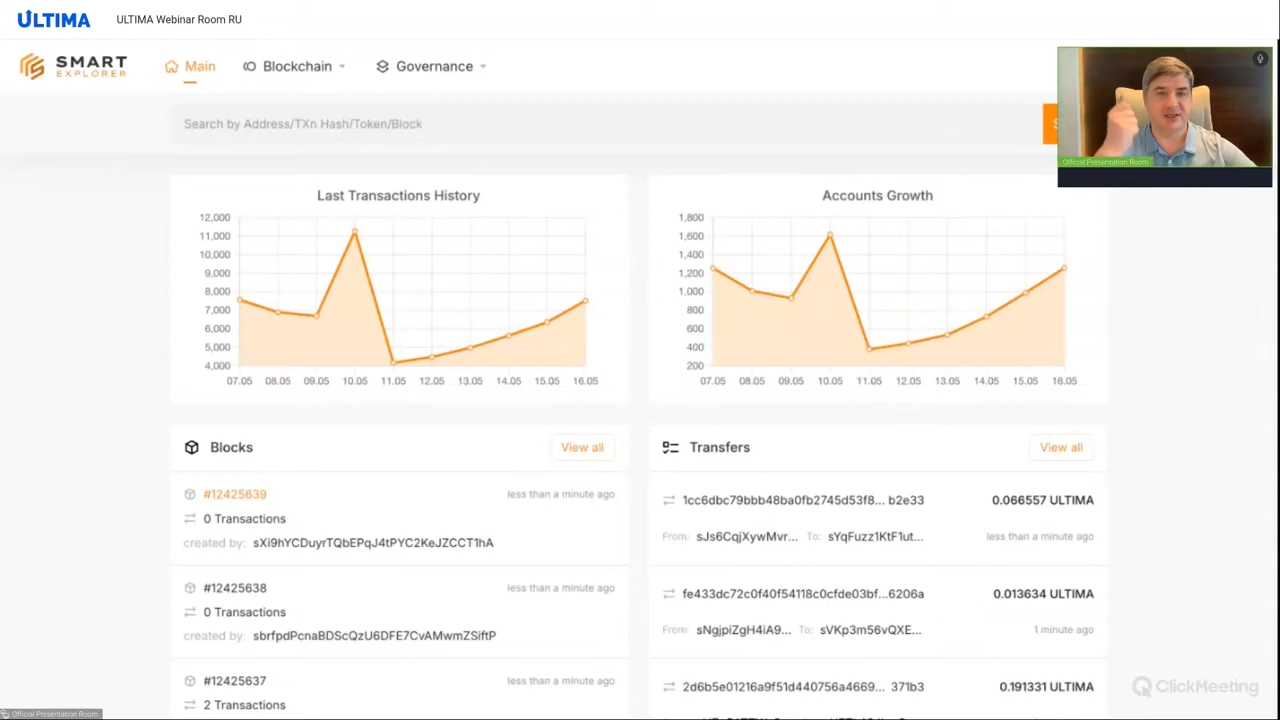 ULTIMA
ULTIMA Webinar Room RU
SMART
EXPLORER
Main
Blockchain
Governance
Search by Address/TXn Hash/Token/Block
S
Official Presentation Room
Last Transactions History
12,000
11,000
10,000
9,000
8,000
7,000
6,000
5,000
4,000
07.05 08.05 09.05 10.05 11.05 12.05 13.05 14.05 15.05 16.05
Accounts Growth
1,800
1,600
1,400
1,200
1,000
800
600
400
200
07.05 08.05 09.05 10.05 11.05 12.05 13.05 14.05 15.05 16.05
Blocks
View all
#12425639
less than a minute ago
0 Transactions
created by: sXi9hYCDuyrTQbEPqJ4tPYC2KeJZCCT1hA
#12425638
less than a minute ago
0 Transactions
created by: sbrfpdPcnaBDScQzU6DFE7CvAMwmZSiftP
#12425637
less than a minute ago
2 Transactions
Transfers
View all
1cc6dbc79bbb48ba0fb2745d53f8... b2e33
0.066557 ULTIMA
From: sJs6CqjXywMvr... To: sYqFuzz1KtF1ut...
less than a minute ago
fe433dc72c0f40f54118c0cfde03bf...6206a
0.013634 ULTIMA
From: sNgjpiZgH4iA9... To: sVKp3m56vQXE...
1 minute ago
2d6b5e01216a9f51d440756a4669... 371b3
0.191331 ULTIMA
Official Presentation Room
ClickMeeting